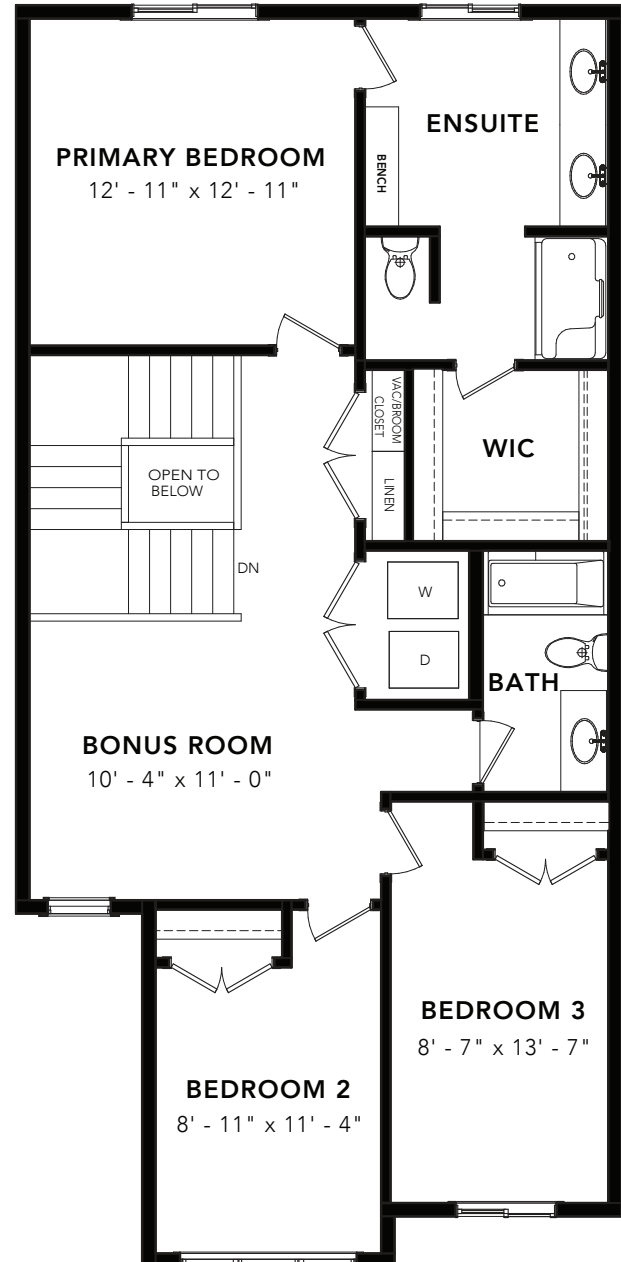 ENSUITE
PRIMARY BEDROOM
12' - 11" x 12' - 11"
BENCH
VAC/BROOM
CLOSET
LINEN
WIC
OPEN TO
BELOW
DN
W
D
BATH
BONUS ROOM
10' - 4" x 11' - 0"
BEDROOM 3
8' - 7" x 13' - 7"
BEDROOM 2
8' - 11" x 11' - 4"